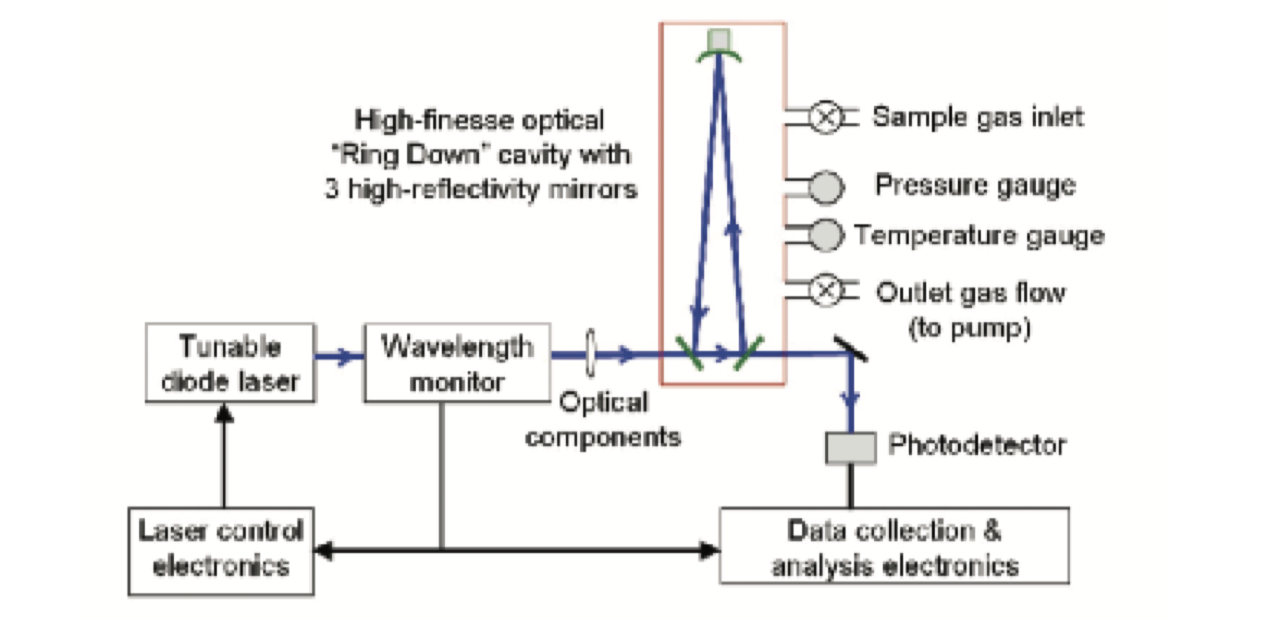 High-finesse optical
"Ring Down" cavity with
3 high-reflectivity mirrors
Sample gas inlet
Pressure gauge
Temperature gauge
Outlet gas flow
(to pump)
Tunable
diode laser
Wavelength
monitor
Optical
components
Photodetector
Laser control
electronics
Data collection &
analysis electronics